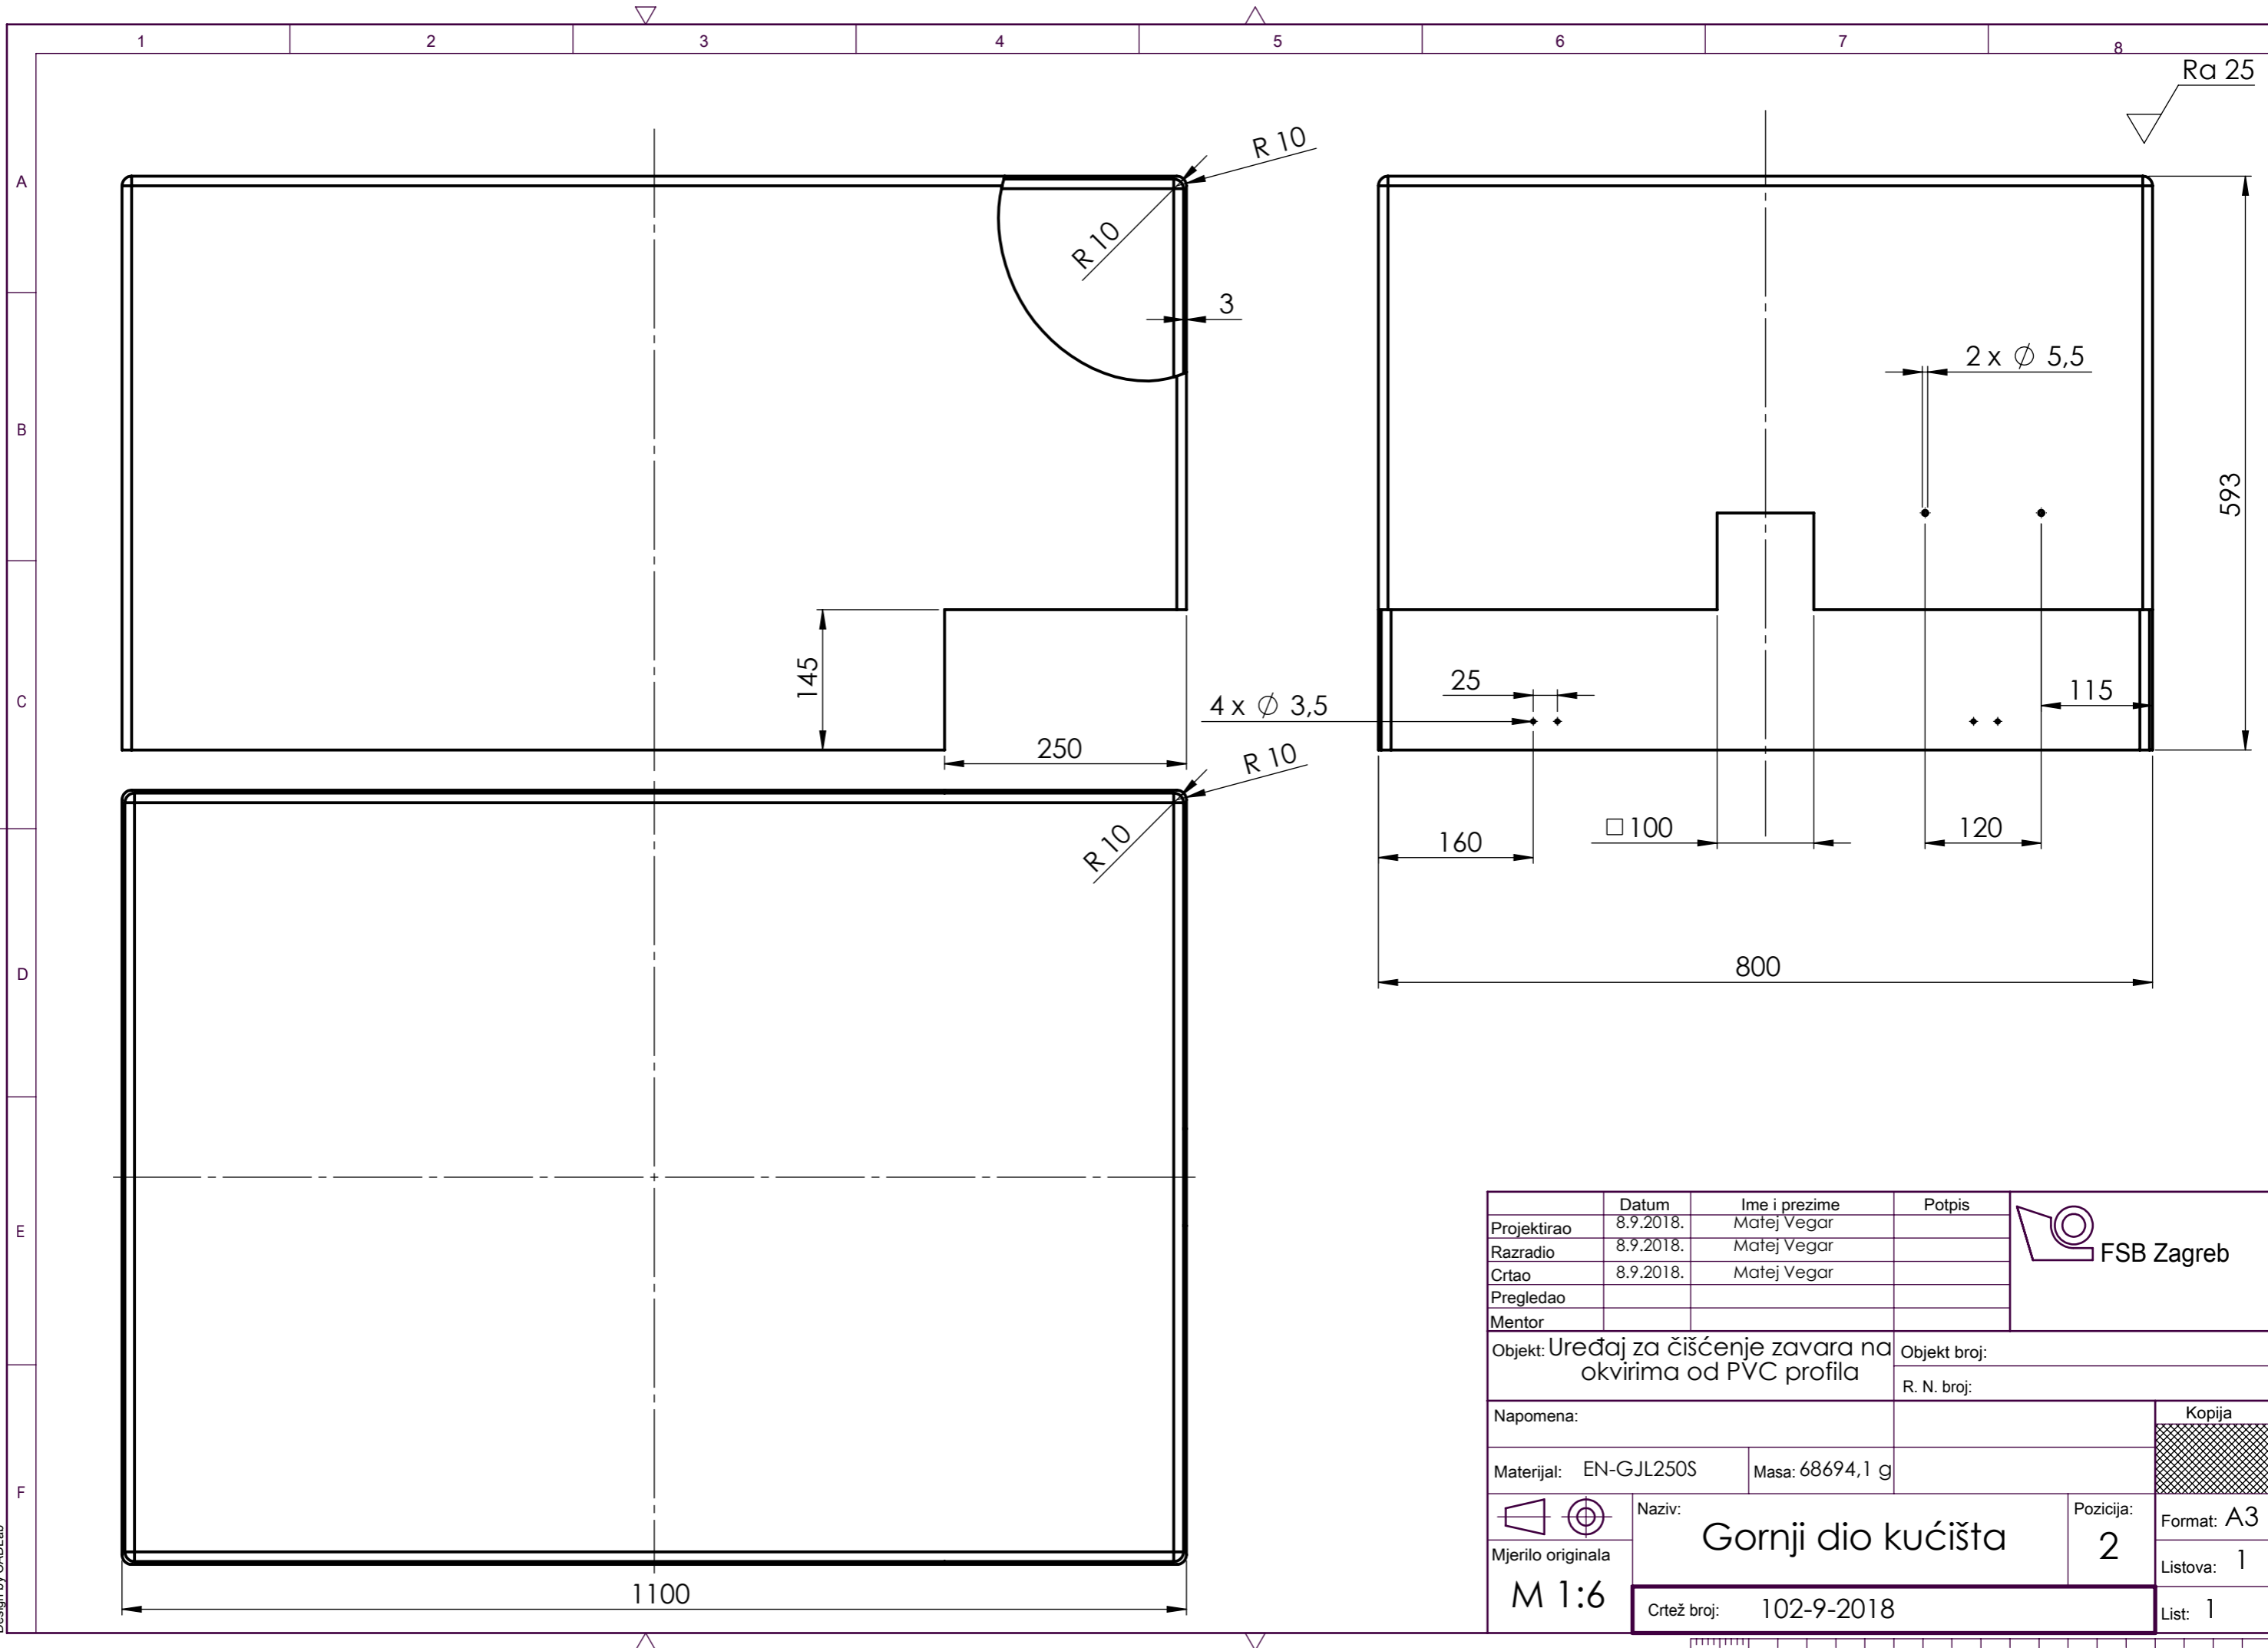 1 2 3 4 5 6 7 8
Ra 25
A
B
C
D
E
F
R 10
R 10
3
145
250
2 x ∅ 5,5
593
25
4 x ∅ 3,5
115
160
□ 100
120
800
R 10
R 10
1100
Datum Ime i prezime Potpis
Projektirao 8.9.2018. Matej Vegar
Razradio 8.9.2018. Matej Vegar
Crtao 8.9.2018. Matej Vegar
Pregledao
Mentor
FSB Zagreb
Objekt: Uređaj za čišćenje zavara na
okvirima od PVC profila
Objekt broj:
R. N. broj:
Napomena:
Kopija
Materijal: EN-GJL250S Masa: 68694,1 g
Naziv:
Gornji dio kućišta
Pozicija:
2
Format: A3
Mjerilo originala
M 1:6
Listova: 1
Crtež broj: 102-9-2018
List: 1
Design by CADLab